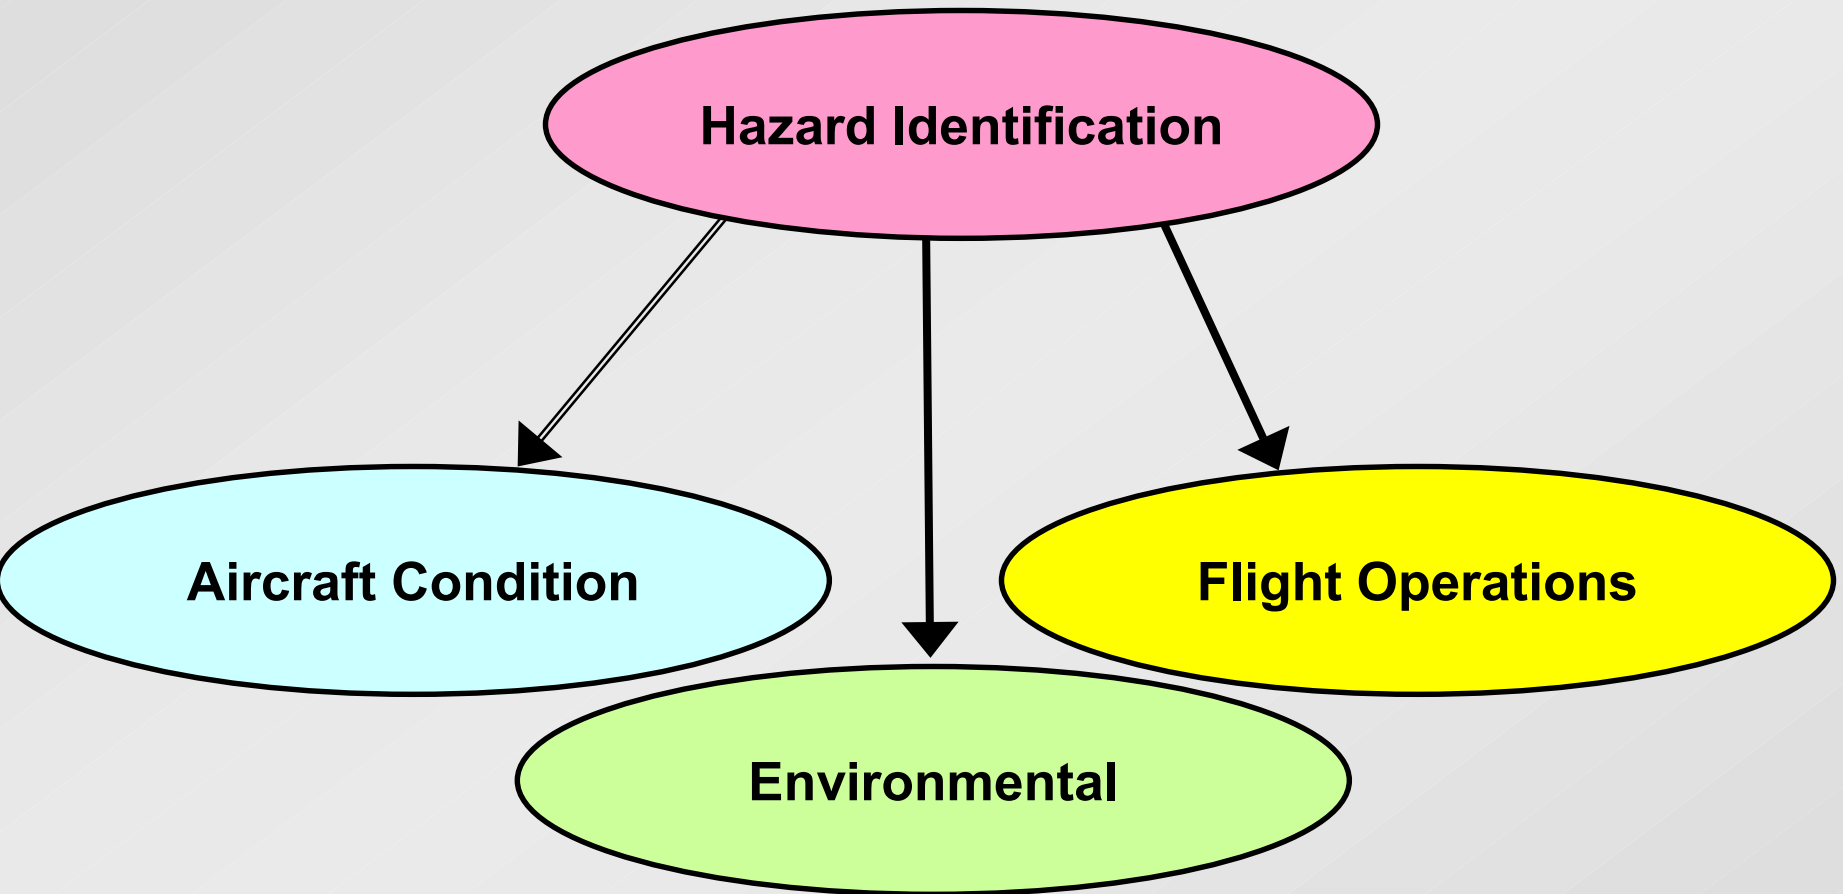 Hazard Identification
Aircraft Condition
Flight Operations
Environmental